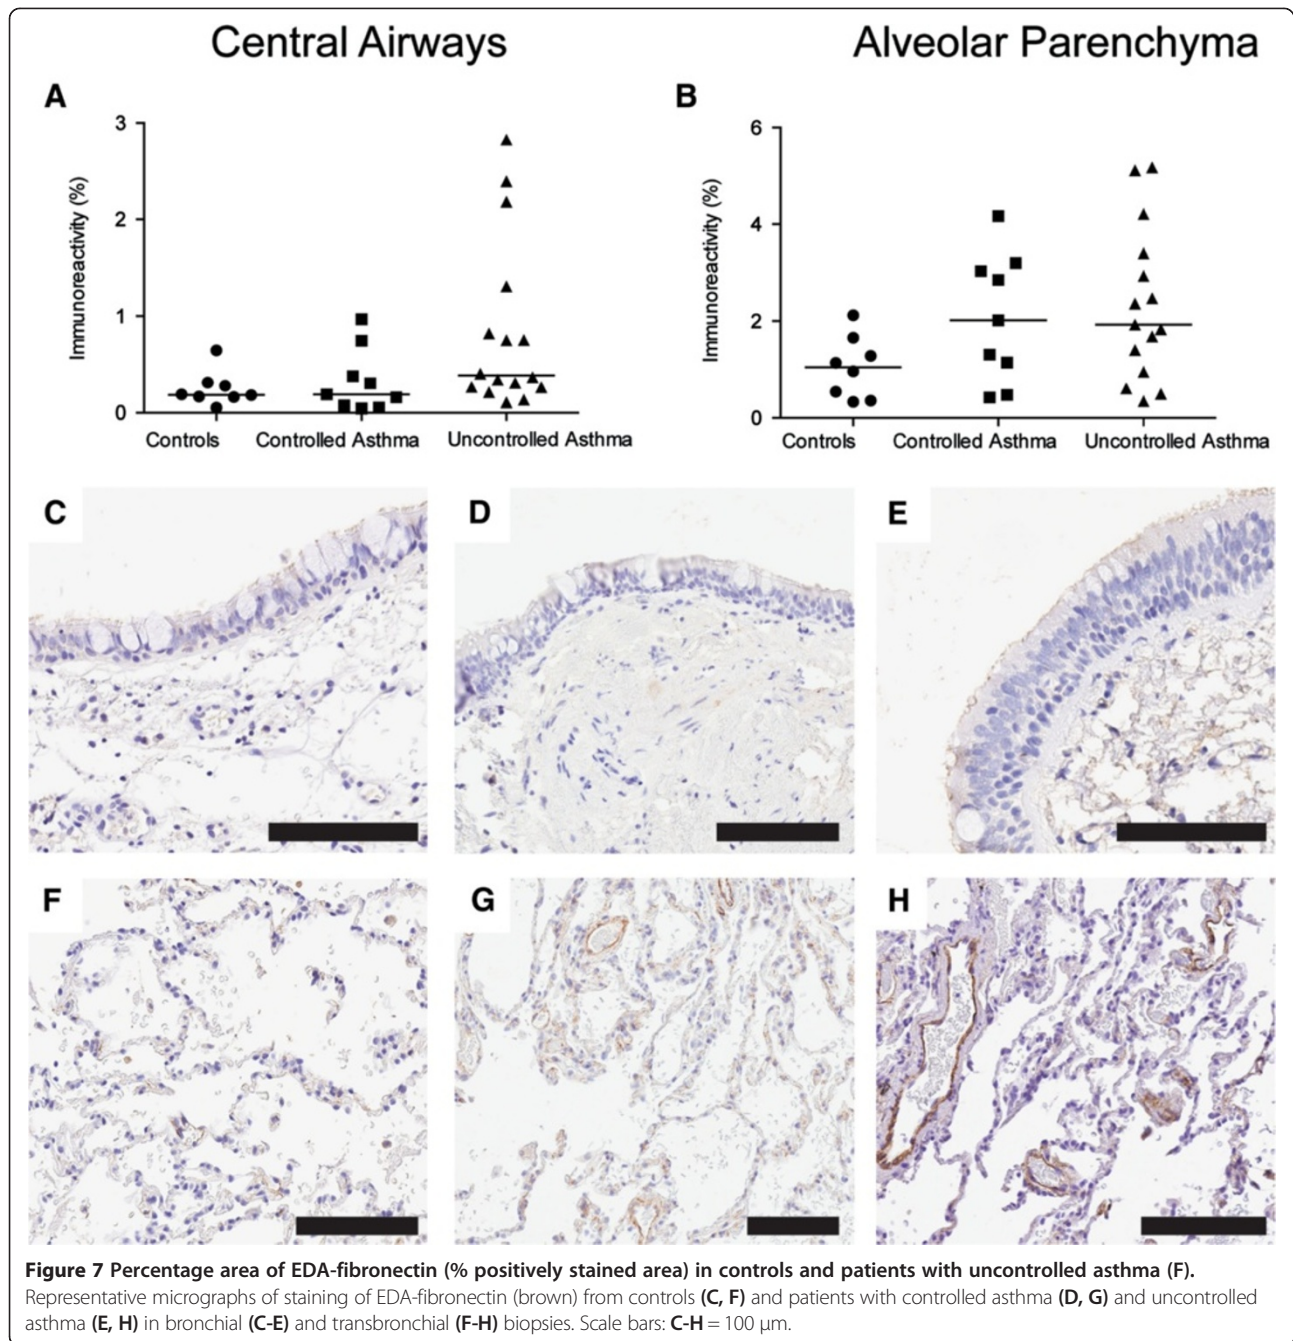 Central Airways
Alveolar Parenchyma
A
B
Immunoreactivity (%)
3
2
1
0
Controls
Controlled Asthma
Uncontrolled Asthma
Immunoreactivity (%)
6
4
2
0
Controls
Controlled Asthma
Uncontrolled Asthma
C
D
E
F
G
H
Figure 7 Percentage area of EDA-fibronectin (% positively stained area) in controls and patients with uncontrolled asthma (F).
Representative micrographs of staining of EDA-fibronectin (brown) from controls (C, F) and patients with controlled asthma (D, G) and uncontrolled
asthma (E, H) in bronchial (C-E) and transbronchial (F-H) biopsies. Scale bars: C-H = 100 μm.